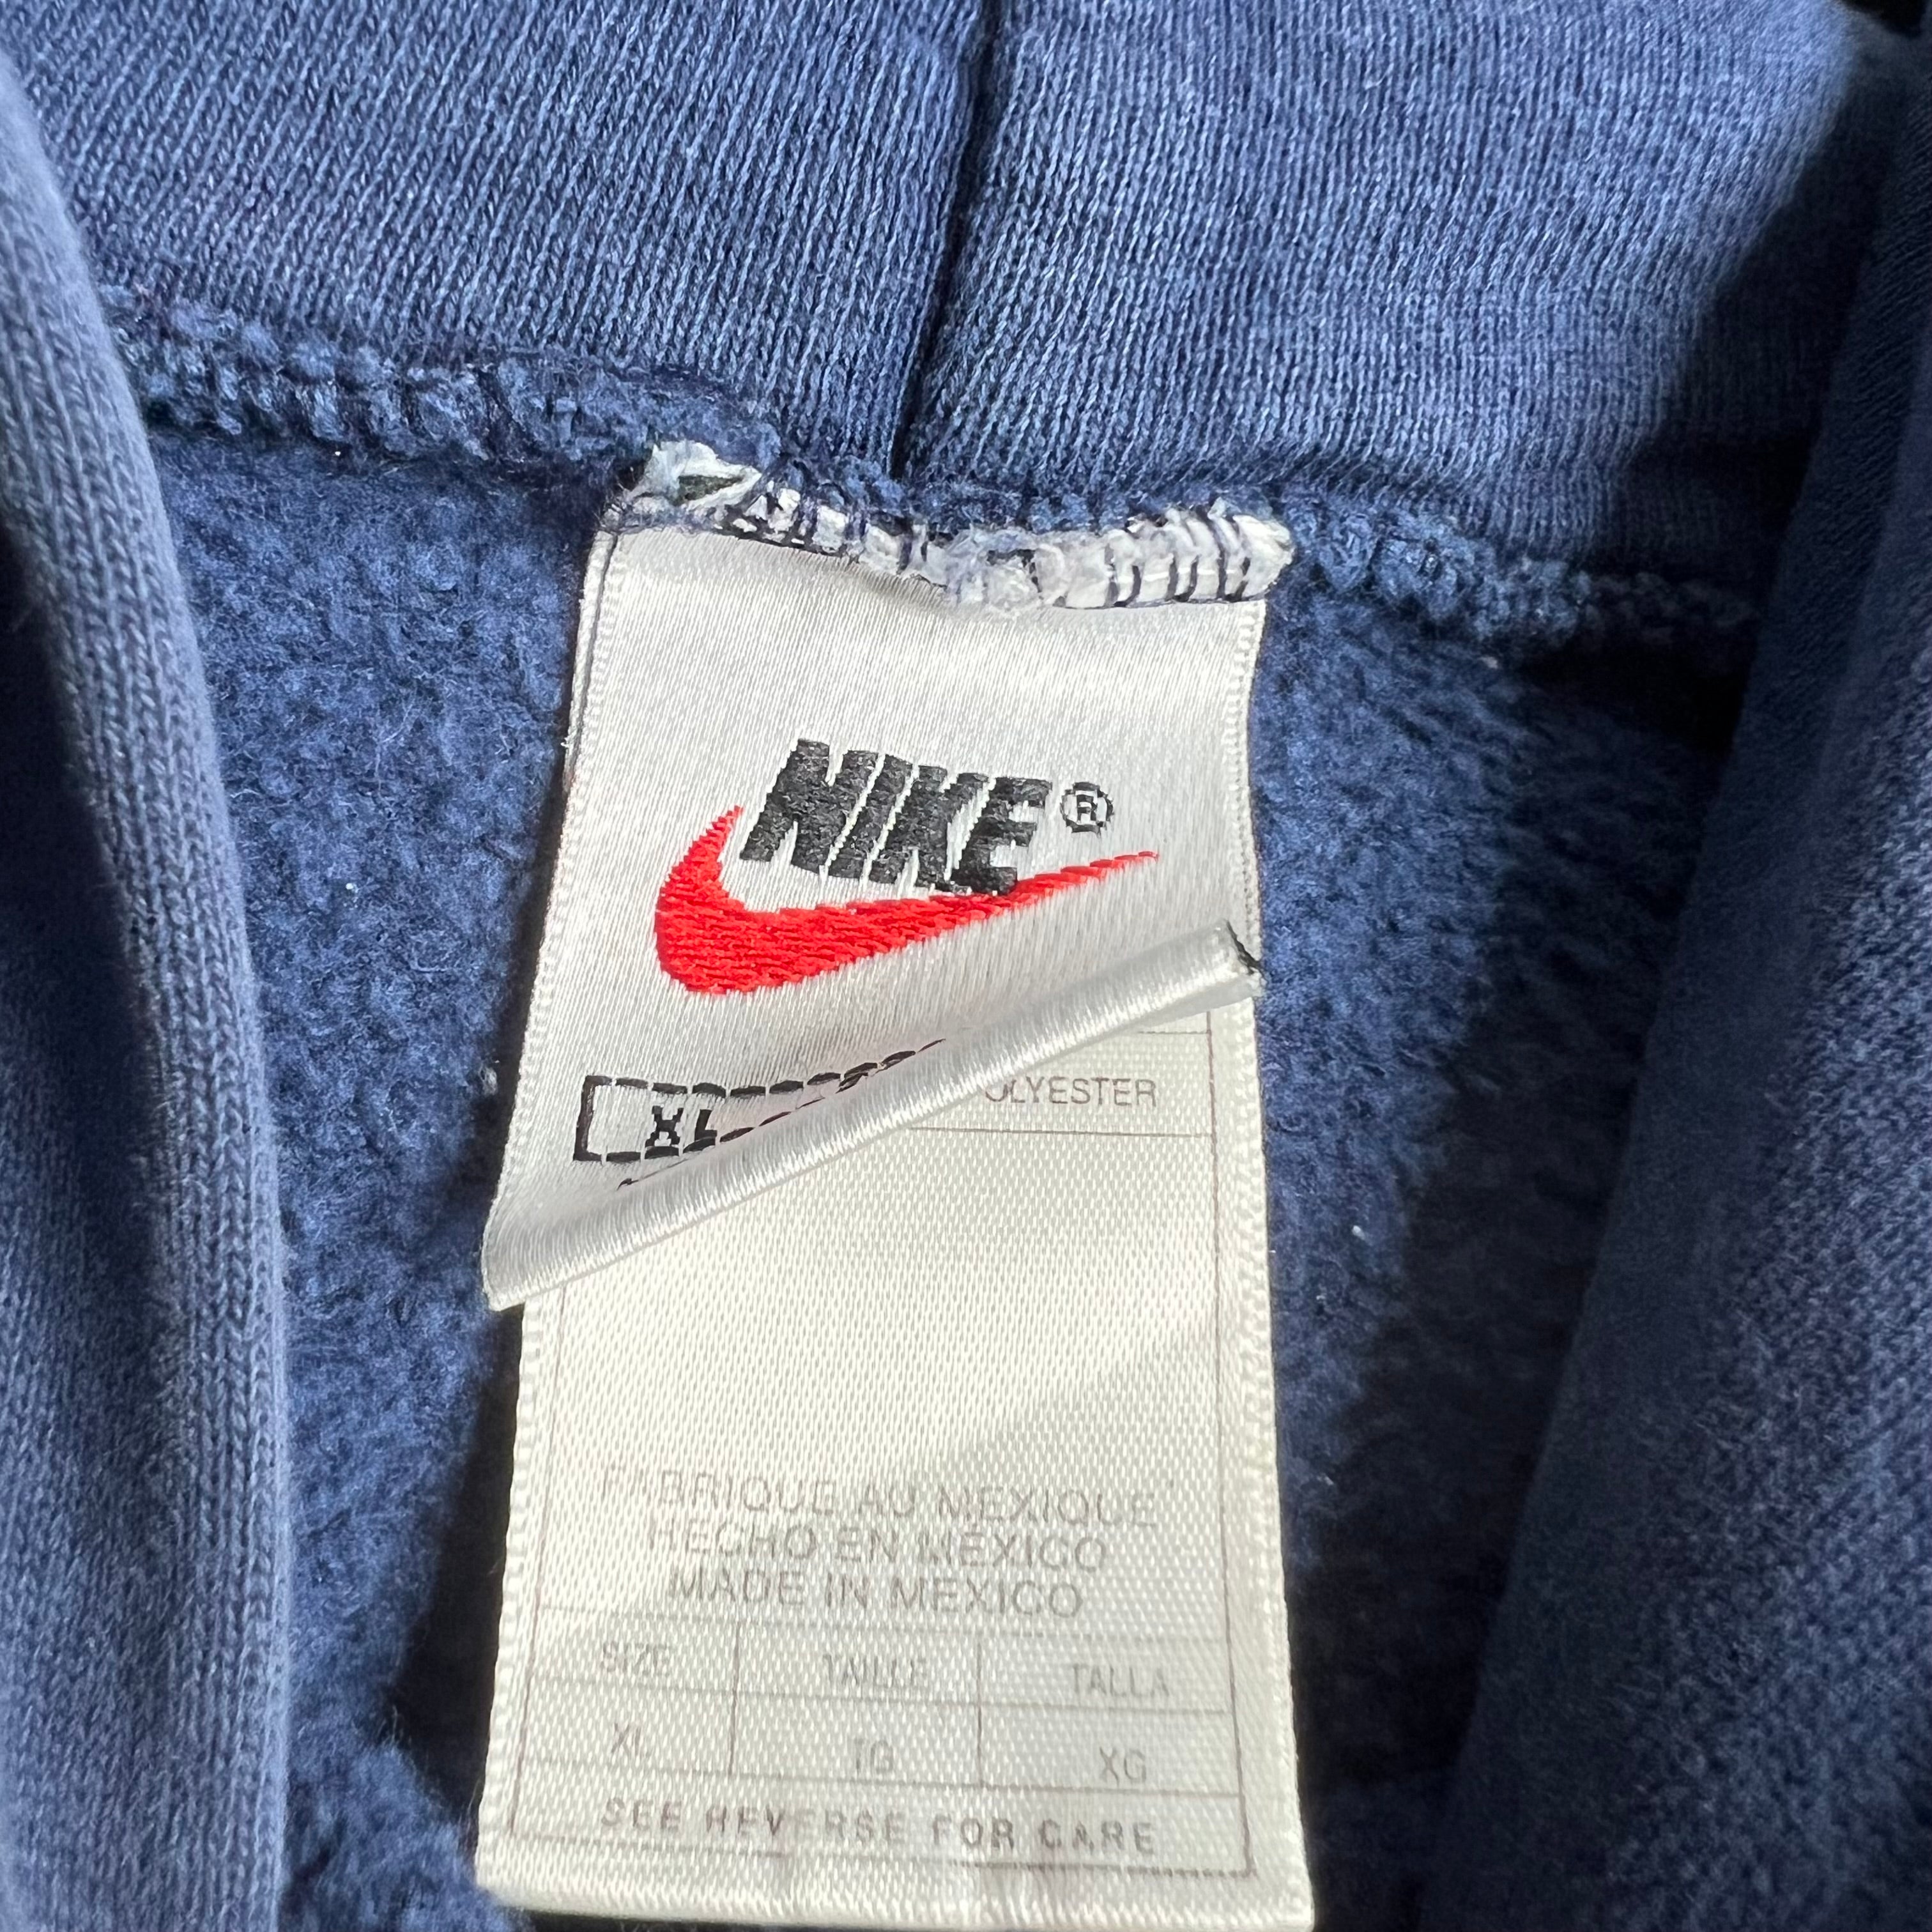 NIKE ®
XL
OLYESTER
FABRIQUE AU MEXIQUE
HECHO EN MEXICO
MADE IN MEXICO
SIZE TAILLE TALLA
XL TG XG
SEE REVERSE FOR CARE